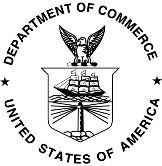 DEPARTMENT OF COMMERCE
★ UNITED STATES OF AMERICA ★